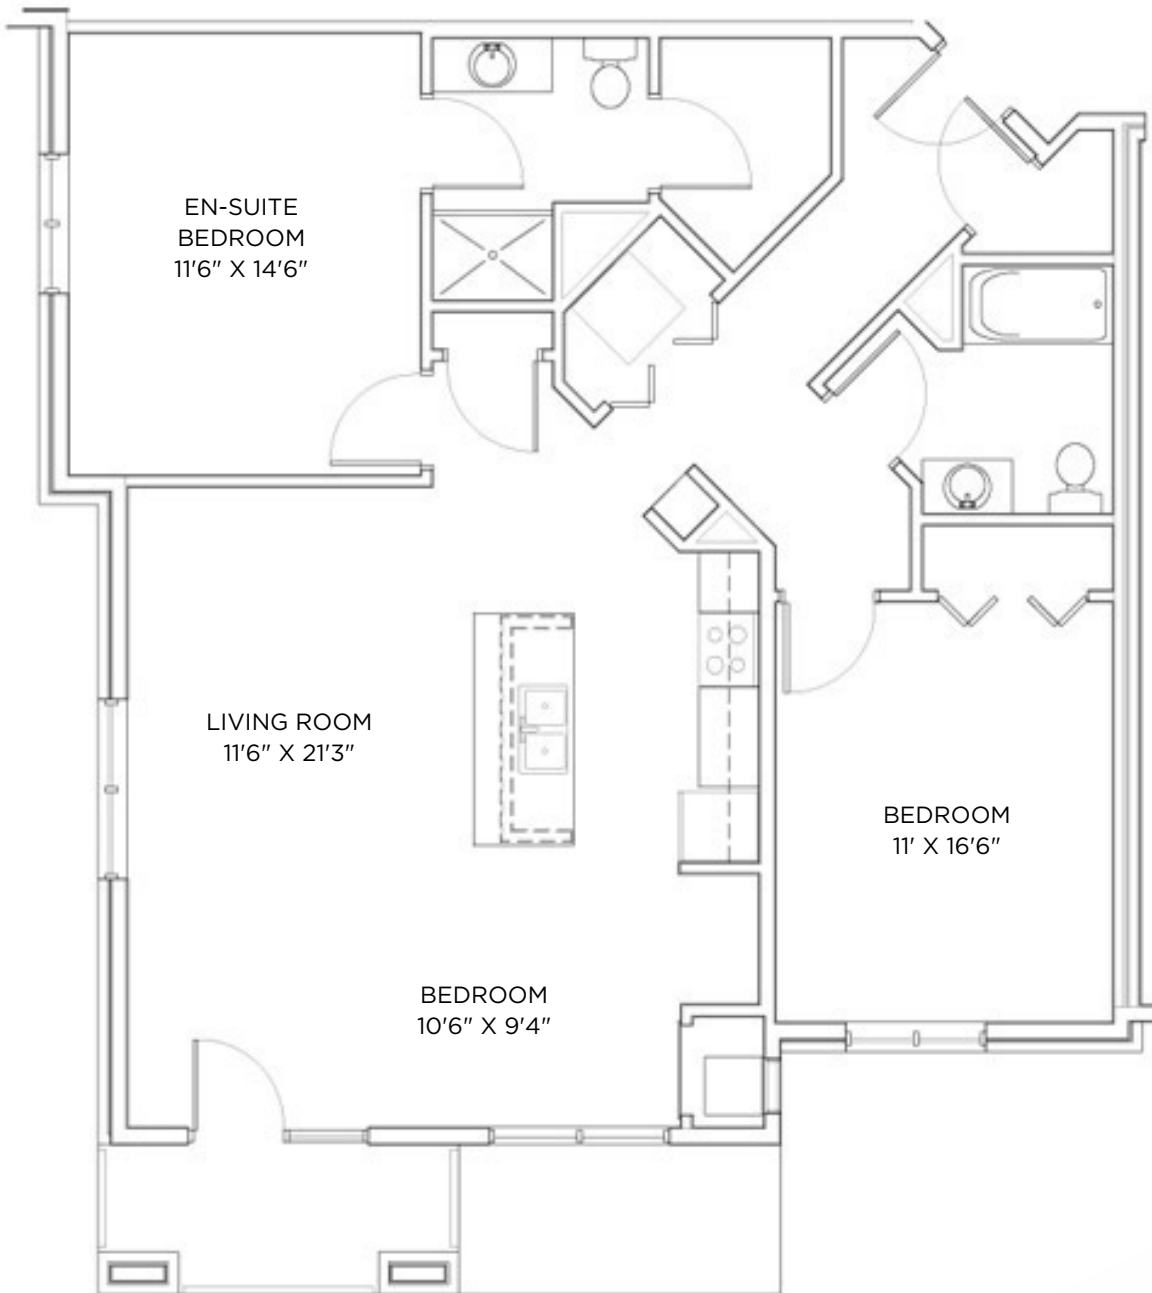 EN-SUITE
BEDROOM
11'6" X 14'6"
LIVING ROOM
11'6" X 21'3"
BEDROOM
11' X 16'6"
BEDROOM
10'6" X 9'4"